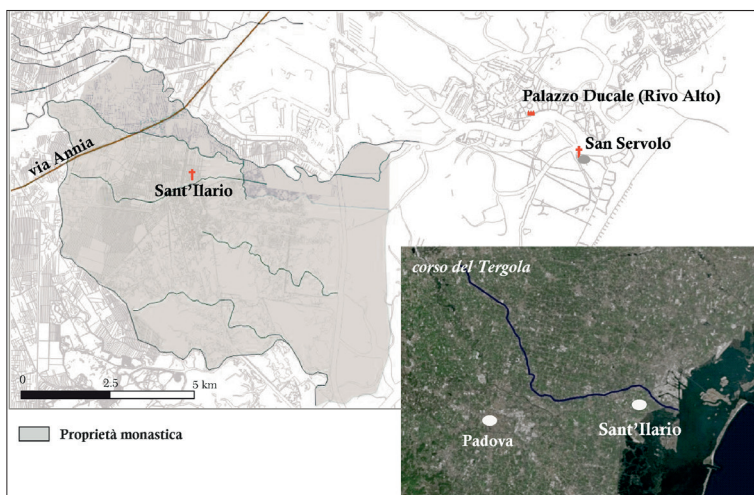 Palazzo Ducale (Rivo Alto)
via Annia
San Servolo
Sant'Ilario
corso del Tergola
0 2.5 5 km
Sant'Ilario
Padova
Proprietà monastica